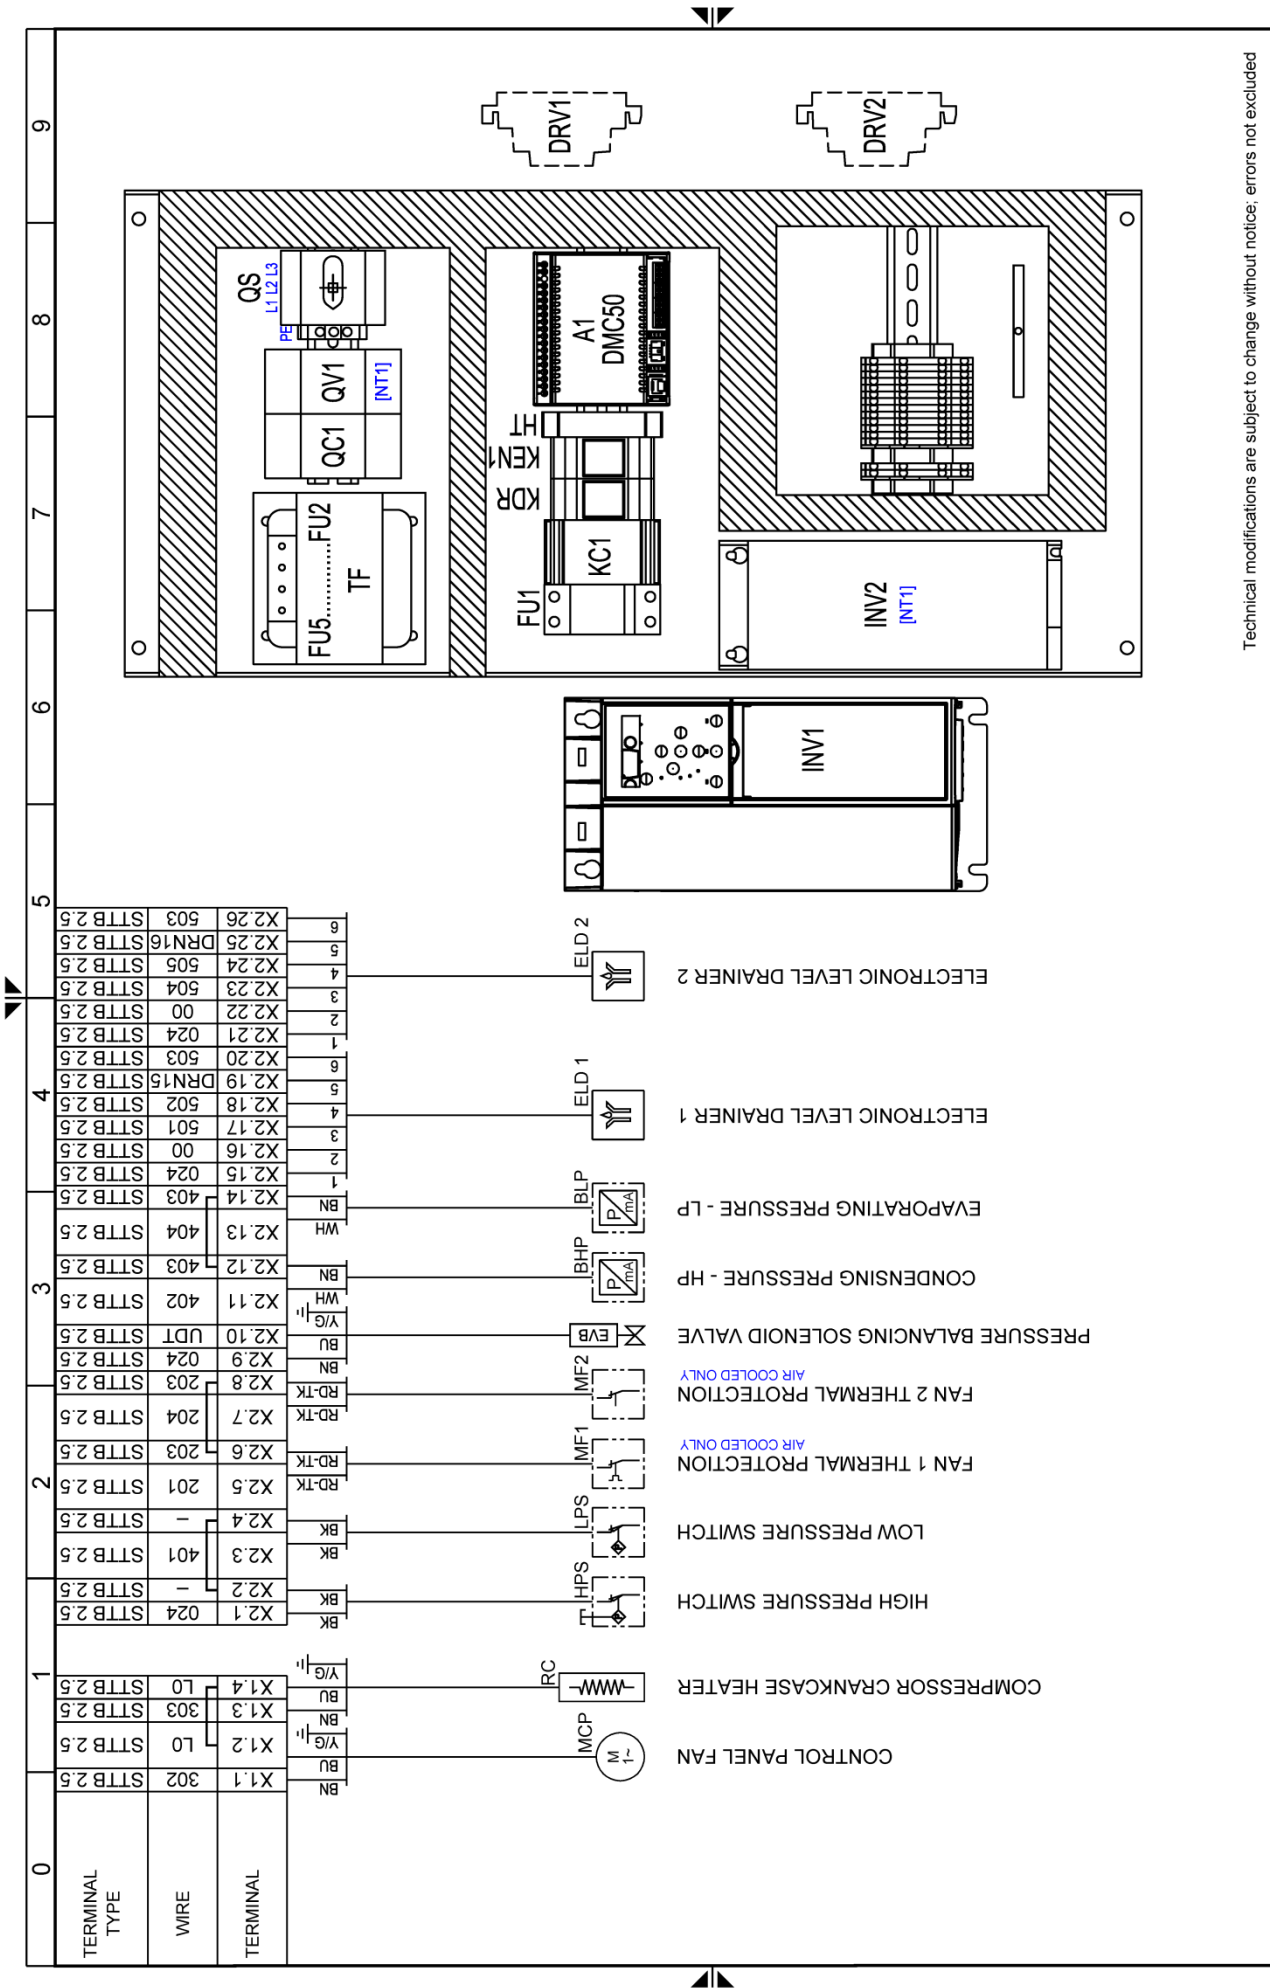 0
1
2
3
4
5
6
7
8
9
TERMINAL
TYPE
WIRE
TERMINAL
STTB 2.5 302 X1.1 BN
STTB 2.5 L0 X1.2 BU
Y/G
STTB 2.5 303 X1.3 BN
STTB 2.5 L0 X1.4 BU
Y/G
STTB 2.5 024 X2.1 BK
STTB 2.5 – X2.2 BK
STTB 2.5 401 X2.3 BK
STTB 2.5 – X2.4 BK
STTB 2.5 201 X2.5 RD-TK
STTB 2.5 203 X2.6 RD-TK
STTB 2.5 204 X2.7 RD-TK
STTB 2.5 203 X2.8 RD-TK
STTB 2.5 024 X2.9 BN
STTB 2.5 UDT X2.10 BU
Y/G
STTB 2.5 402 X2.11 WH
STTB 2.5 403 X2.12 BN
STTB 2.5 404 X2.13 WH
STTB 2.5 403 X2.14 BN
STTB 2.5 024 X2.15 1
STTB 2.5 00 X2.16 2
STTB 2.5 501 X2.17 3
STTB 2.5 502 X2.18 4
STTB 2.5 DRN15 X2.19 5
STTB 2.5 503 X2.20 6
STTB 2.5 024 X2.21 1
STTB 2.5 00 X2.22 2
STTB 2.5 504 X2.23 3
STTB 2.5 505 X2.24 4
STTB 2.5 DRN16 X2.25 5
STTB 2.5 503 X2.26 6
MCP
M
1~
CONTROL PANEL FAN
RC
COMPRESSOR CRANKCASE HEATER
HPS
P
HIGH PRESSURE SWITCH
LPS
P
LOW PRESSURE SWITCH
MF1
FAN 1 THERMAL PROTECTION
AIR COOLED ONLY
MF2
FAN 2 THERMAL PROTECTION
AIR COOLED ONLY
EVB
PRESSURE BALANCING SOLENOID VALVE
BHP
P/mA
CONDENSING PRESSURE - HP
BLP
P/mA
EVAPORATING PRESSURE - LP
ELD 1
ELECTRONIC LEVEL DRAINER 1
ELD 2
ELECTRONIC LEVEL DRAINER 2
INV1
FU5..........FU2
TF
QC1
QV1
[NT1]
PE
L1 L2 L3
QS
FU1
KC1
KDR
KEN1
HT
A1
DMC50
INV2
[NT1]
DRV1
DRV2
Technical modifications are subject to change without notice; errors not excluded